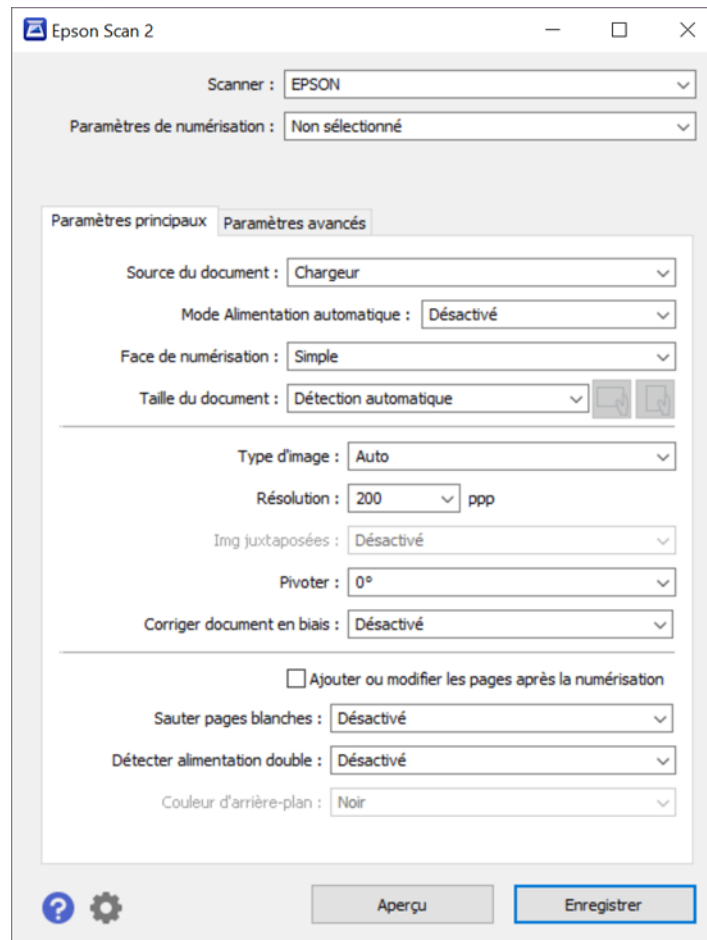 Epson Scan 2
Scanner : EPSON
Paramètres de numérisation : Non sélectionné
Paramètres principaux Paramètres avancés
Source du document : Chargeur
Mode Alimentation automatique : Désactivé
Face de numérisation : Simple
Taille du document : Détection automatique
Type d'image : Auto
Résolution : 200 ppp
Img juxtaposées : Désactivé
Pivoter : 0°
Corriger document en biais : Désactivé
Ajouter ou modifier les pages après la numérisation
Sauter pages blanches : Désactivé
Détecter alimentation double : Désactivé
Couleur d'arrière-plan : Noir
? Aperçu Enregistrer